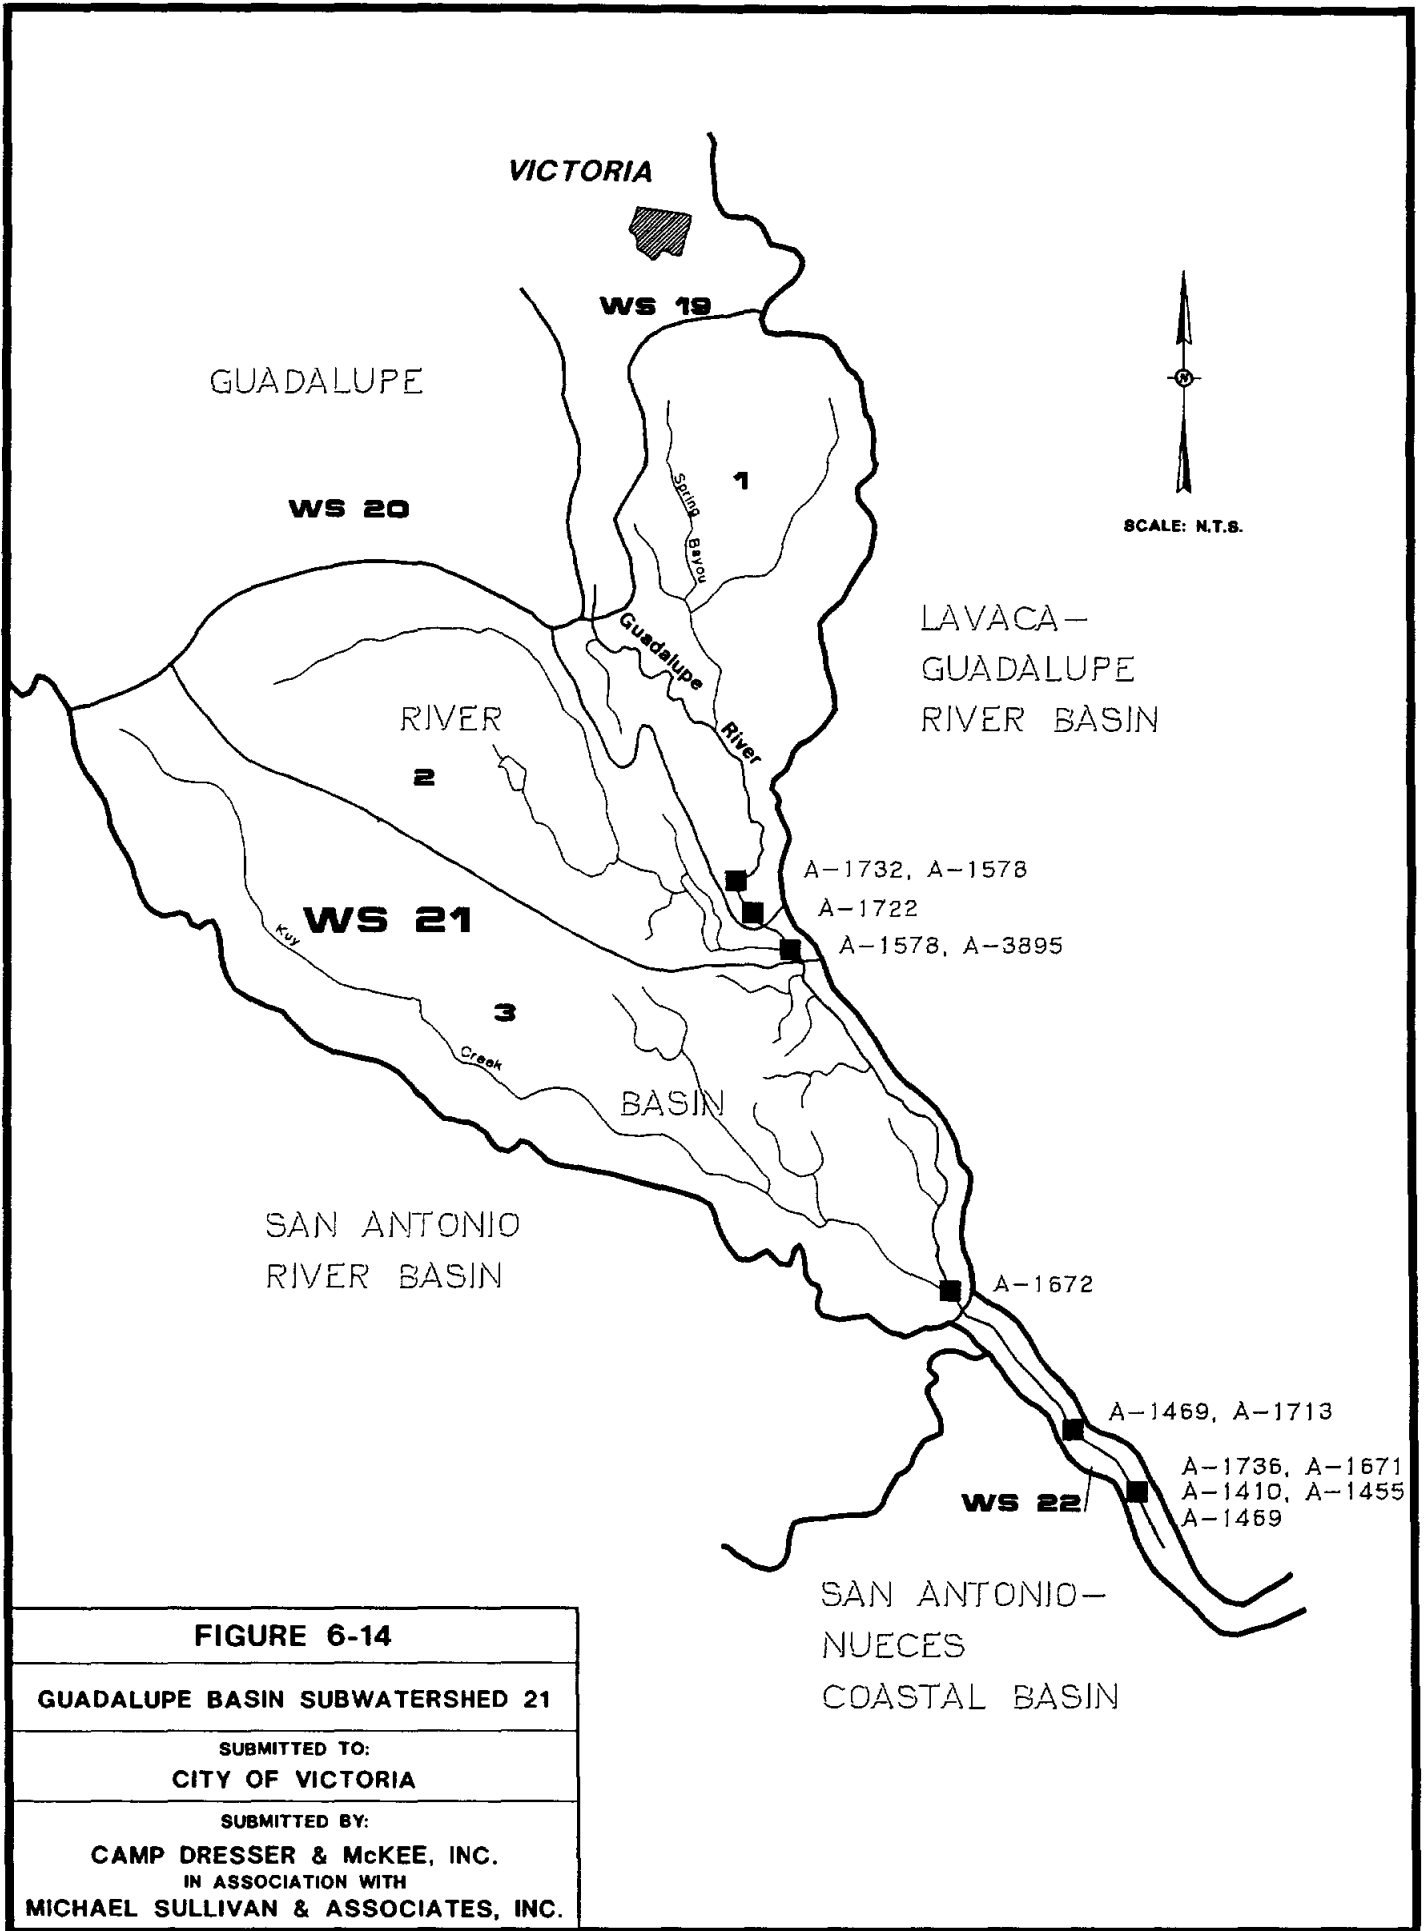 VICTORIA
WS 19
GUADALUPE
1
WS 20
Spring
Bayou
N
SCALE: N.T.S.
Guadalupe
River
LAVACA-
GUADALUPE
RIVER BASIN
RIVER
2
A-1732, A-1578
A-1722
A-1578, A-3895
WS 21
Kuy
3
Creek
BASIN
SAN ANTONIO
RIVER BASIN
A-1672
A-1469, A-1713
A-1736, A-1671
A-1410, A-1455
A-1469
WS 22
SAN ANTONIO-
NUECES
COASTAL BASIN
FIGURE 6-14
GUADALUPE BASIN SUBWATERSHED 21
SUBMITTED TO:
CITY OF VICTORIA
SUBMITTED BY:
CAMP DRESSER & McKEE, INC.
IN ASSOCIATION WITH
MICHAEL SULLIVAN & ASSOCIATES, INC.